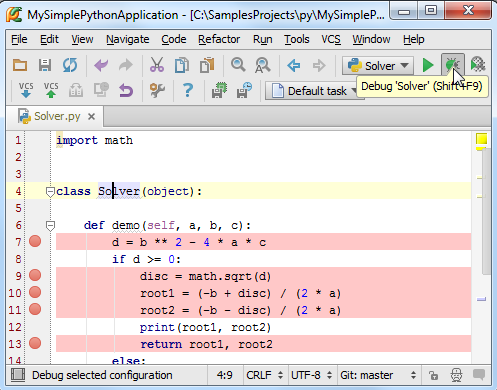 MySimplePythonApplication - [C:\SamplesProjects\py\MySimpleP...
File Edit View Navigate Code Refactor Run Tools VCS Window Help
Solver
VCS VCS Default task
Debug 'Solver' (Shift+F9)
Solver.py
1 import math
2
3
4 class Solver(object):
5
6 def demo(self, a, b, c):
7 d = b ** 2 - 4 * a * c
8 if d >= 0:
9 disc = math.sqrt(d)
10 root1 = (-b + disc) / (2 * a)
11 root2 = (-b - disc) / (2 * a)
12 print(root1, root2)
13 return root1, root2
else:
Debug selected configuration 4:9 CRLF UTF-8 Git: master